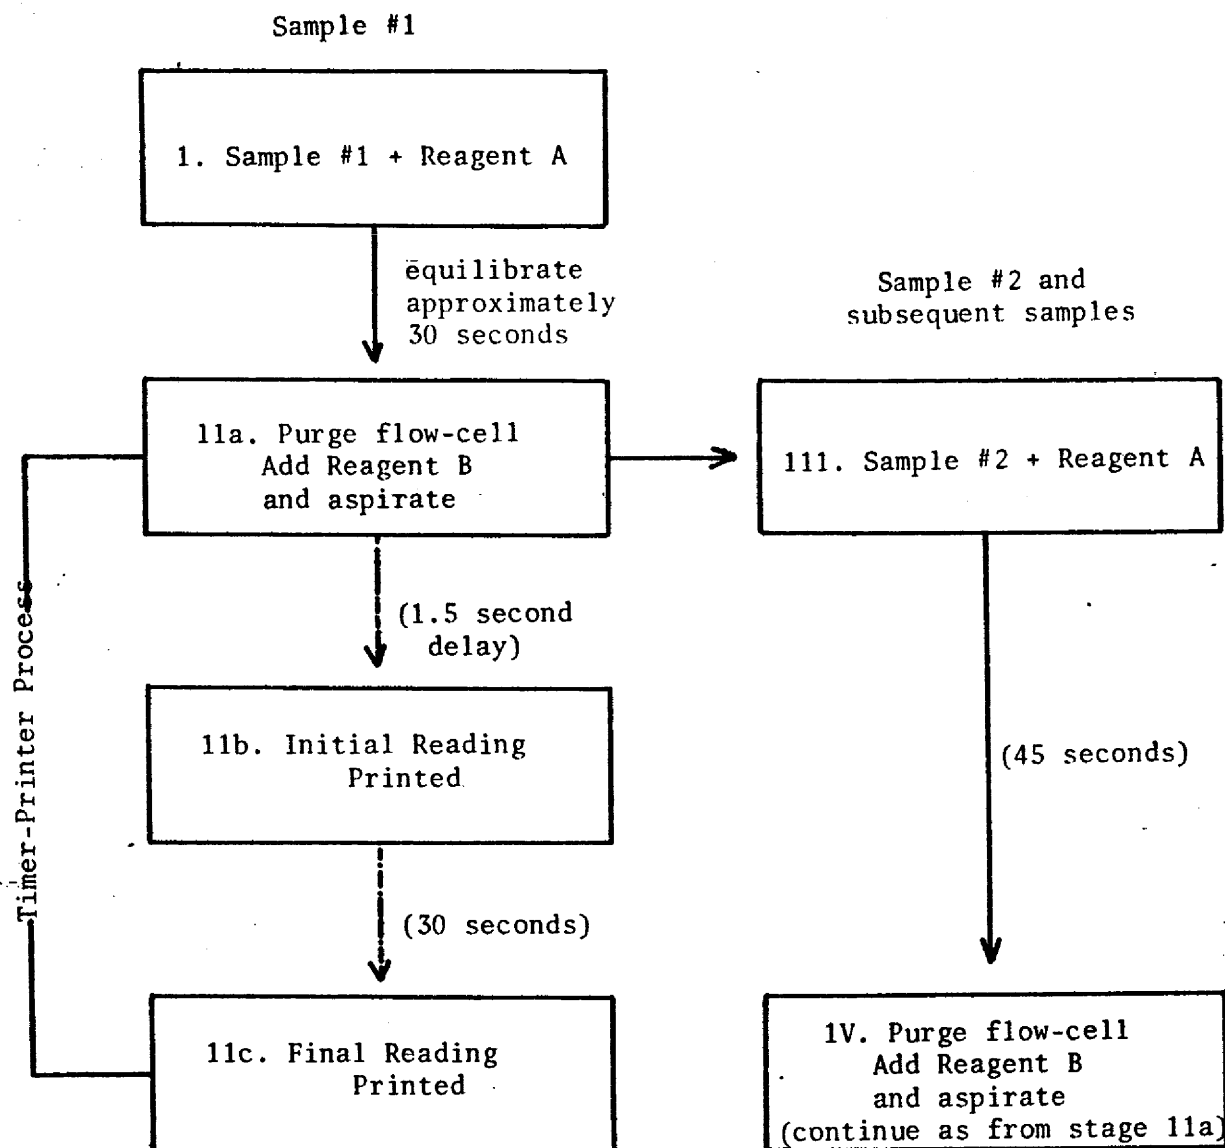 Sample #1
1. Sample #1 + Reagent A
equilibrate
approximately
30 seconds
Sample #2 and
subsequent samples
11a. Purge flow-cell
Add Reagent B
and aspirate
111. Sample #2 + Reagent A
(1.5 second
delay)
Timer-Printer Process
11b. Initial Reading
Printed
(45 seconds)
(30 seconds)
11c. Final Reading
Printed
1V. Purge flow-cell
Add Reagent B
and aspirate
(continue as from stage 11a)